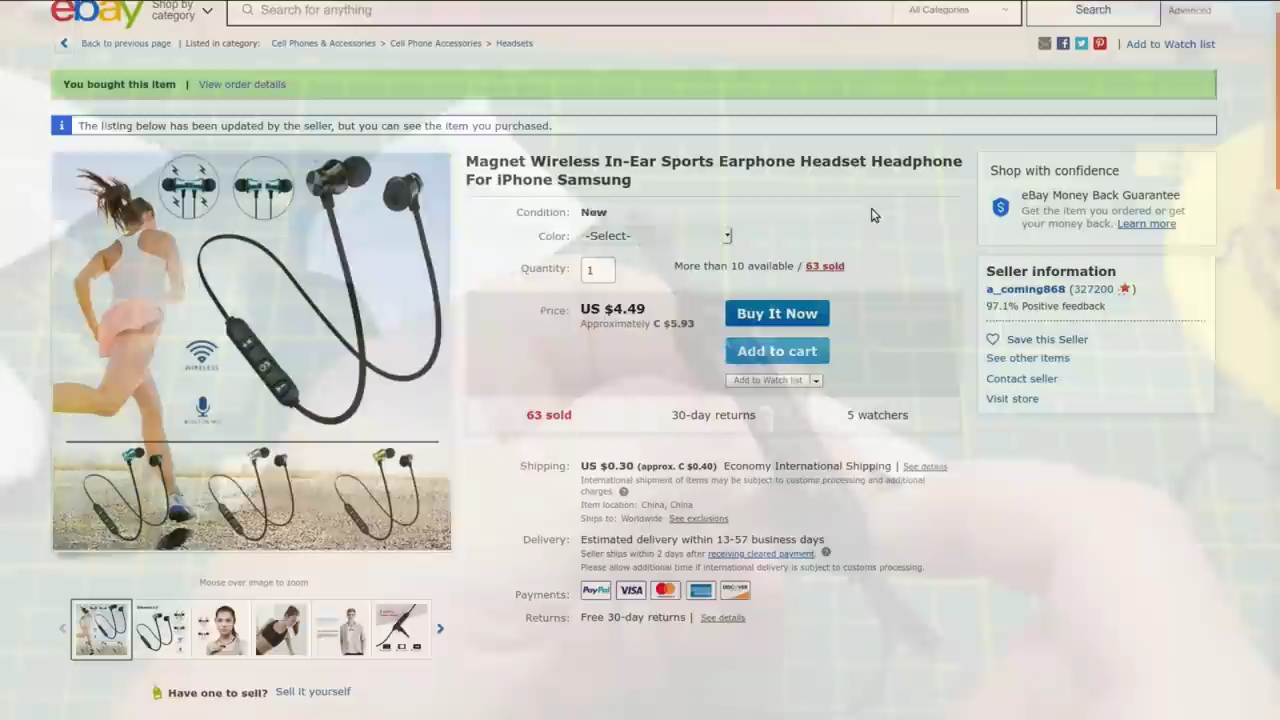 ebay
Shop by
category
Search for anything
All Categories
Search
Advanced
Back to previous page | Listed in category: Cell Phones & Accessories > Cell Phone Accessories > Headsets
| Add to Watch list
You bought this item | View order details
The listing below has been updated by the seller, but you can see the item you purchased.
WIRELESS
Mouse over image to zoom
Have one to sell? Sell it yourself
Magnet Wireless In-Ear Sports Earphone Headset Headphone
For iPhone Samsung
Condition: New
Color: -Select-
Quantity: 1
More than 10 available / 63 sold
Price: US $4.49
Approximately C $5.93
Buy It Now
Add to cart
Add to Watch list
63 sold 30-day returns 5 watchers
Shipping: US $0.30 (approx. C $0.40) Economy International Shipping | See details
International shipment of items may be subject to customs processing and additional
charges.
Item location: China, China
Ships to: Worldwide See exclusions
Delivery: Estimated delivery within 13-57 business days
Seller ships within 2 days after receiving cleared payment.
Please allow additional time if international delivery is subject to customs processing.
Payments: PayPal VISA DISCOVER
Returns: Free 30-day returns | See details
Shop with confidence
eBay Money Back Guarantee
Get the item you ordered or get
your money back. Learn more
Seller information
a_coming868 (327200 )
97.1% Positive feedback
Save this Seller
See other items
Contact seller
Visit store